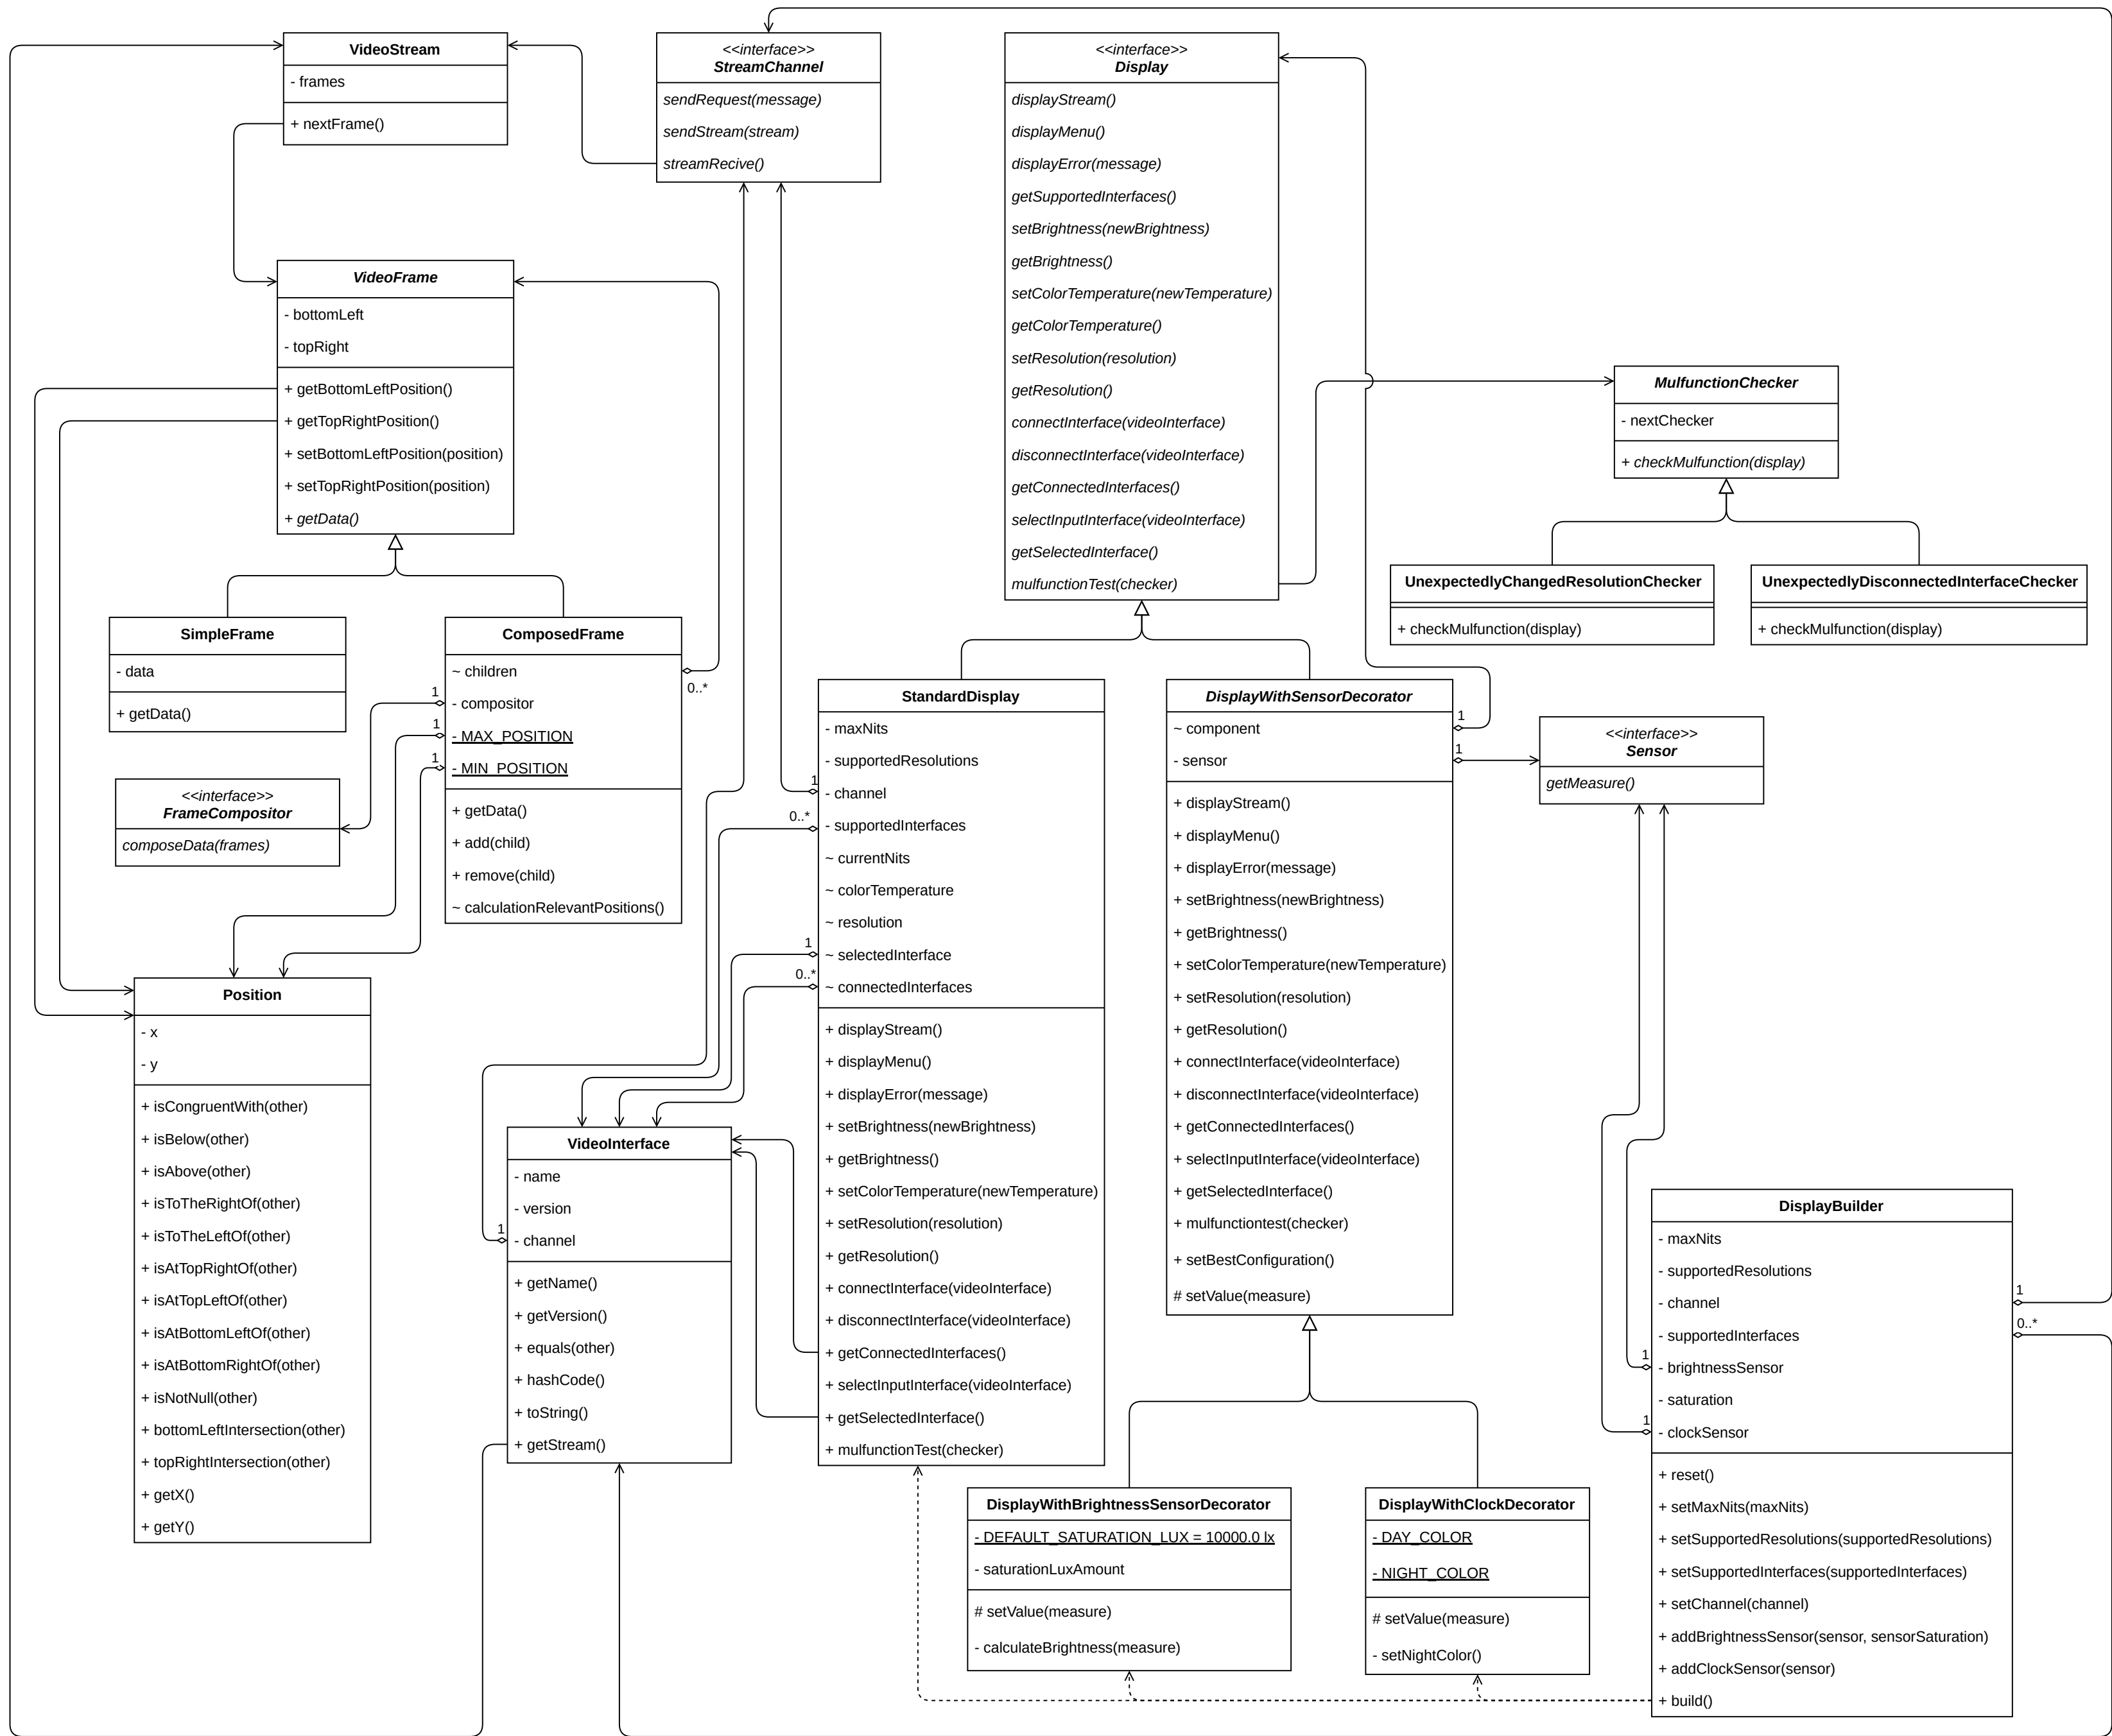 VideoStream
- frames
+ nextFrame()
<<interface>>
StreamChannel
sendRequest(message)
sendStream(stream)
streamRecive()
<<interface>>
Display
displayStream()
displayMenu()
displayError(message)
getSupportedInterfaces()
setBrightness(newBrightness)
getBrightness()
setColorTemperature(newTemperature)
getColorTemperature()
setResolution(resolution)
getResolution()
connectInterface(videoInterface)
disconnectInterface(videoInterface)
getConnectedInterfaces()
selectInputInterface(videoInterface)
getSelectedInterface()
mulfunctionTest(checker)
VideoFrame
- bottomLeft
- topRight
+ getBottomLeftPosition()
+ getTopRightPosition()
+ setBottomLeftPosition(position)
+ setTopRightPosition(position)
+ getData()
MulfunctionChecker
- nextChecker
+ checkMulfunction(display)
UnexpectedlyChangedResolutionChecker
+ checkMulfunction(display)
UnexpectedlyDisconnectedInterfaceChecker
+ checkMulfunction(display)
SimpleFrame
- data
+ getData()
ComposedFrame
~ children
- compositor
- MAX_POSITION
- MIN_POSITION
+ getData()
+ add(child)
+ remove(child)
~ calculationRelevantPositions()
0..*
1
1
1
<<interface>>
FrameCompositor
composeData(frames)
StandardDisplay
- maxNits
- supportedResolutions
- channel
- supportedInterfaces
~ currentNits
~ colorTemperature
~ resolution
~ selectedInterface
~ connectedInterfaces
+ displayStream()
+ displayMenu()
+ displayError(message)
+ setBrightness(newBrightness)
+ getBrightness()
+ setColorTemperature(newTemperature)
+ setResolution(resolution)
+ getResolution()
+ connectInterface(videoInterface)
+ disconnectInterface(videoInterface)
+ getConnectedInterfaces()
+ selectInputInterface(videoInterface)
+ getSelectedInterface()
+ mulfunctionTest(checker)
1
0..*
1
0..*
DisplayWithSensorDecorator
~ component
- sensor
+ displayStream()
+ displayMenu()
+ displayError(message)
+ setBrightness(newBrightness)
+ getBrightness()
+ setColorTemperature(newTemperature)
+ setResolution(resolution)
+ getResolution()
+ connectInterface(videoInterface)
+ disconnectInterface(videoInterface)
+ getConnectedInterfaces()
+ selectInputInterface(videoInterface)
+ getSelectedInterface()
+ mulfunctiontest(checker)
+ setBestConfiguration()
# setValue(measure)
1
1
<<interface>>
Sensor
getMeasure()
Position
- x
- y
+ isCongruentWith(other)
+ isBelow(other)
+ isAbove(other)
+ isToTheRightOf(other)
+ isToTheLeftOf(other)
+ isAtTopRightOf(other)
+ isAtTopLeftOf(other)
+ isAtBottomLeftOf(other)
+ isAtBottomRightOf(other)
+ isNotNull(other)
+ bottomLeftIntersection(other)
+ topRightIntersection(other)
+ getX()
+ getY()
VideoInterface
- name
- version
- channel
+ getName()
+ getVersion()
+ equals(other)
+ hashCode()
+ toString()
+ getStream()
1
DisplayBuilder
- maxNits
- supportedResolutions
- channel
- supportedInterfaces
- brightnessSensor
- saturation
- clockSensor
+ reset()
+ setMaxNits(maxNits)
+ setSupportedResolutions(supportedResolutions)
+ setSupportedInterfaces(supportedInterfaces)
+ setChannel(channel)
+ addBrightnessSensor(sensor, sensorSaturation)
+ addClockSensor(sensor)
+ build()
1
0..*
1
1
DisplayWithBrightnessSensorDecorator
- DEFAULT_SATURATION_LUX = 10000.0 lx
- saturationLuxAmount
# setValue(measure)
- calculateBrightness(measure)
DisplayWithClockDecorator
- DAY_COLOR
- NIGHT_COLOR
# setValue(measure)
- setNightColor()